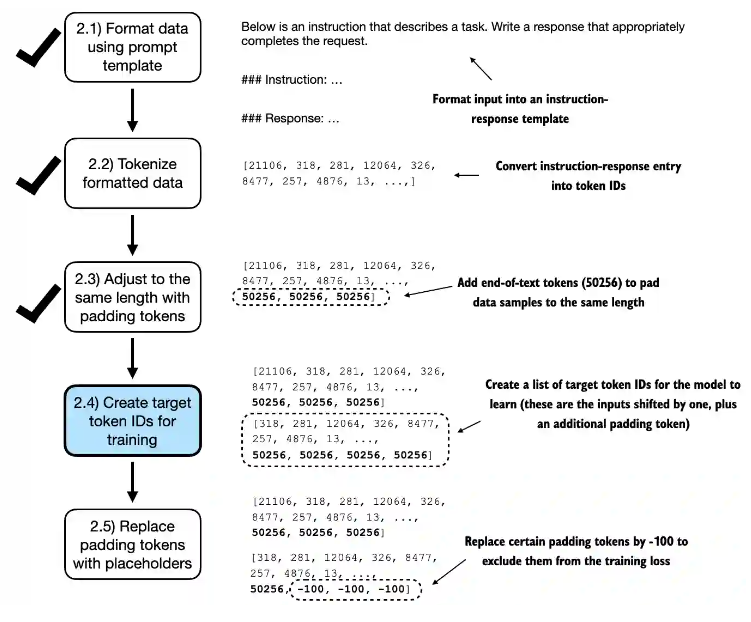 2.1) Format data
using prompt
template
Below is an instruction that describes a task. Write a response that appropriately
completes the request.
### Instruction: …
### Response: …
Format input into an instruction-
response template
2.2) Tokenize
formatted data
[21106, 318, 281, 12064, 326,
8477, 257, 4876, 13, ...,]
Convert instruction-response entry
into token IDs
2.3) Adjust to the
same length with
padding tokens
[21106, 318, 281, 12064, 326,
8477, 257, 4876, 13, ...,
50256, 50256, 50256]
Add end-of-text tokens (50256) to pad
data samples to the same length
2.4) Create target
token IDs for
training
[21106, 318, 281, 12064, 326,
8477, 257, 4876, 13, ...,
50256, 50256, 50256]
[318, 281, 12064, 326, 8477,
257, 4876, 13, ...,
50256, 50256, 50256, 50256]
Create a list of target token IDs for the model to
learn (these are the inputs shifted by one, plus
an additional padding token)
2.5) Replace
padding tokens
with placeholders
[21106, 318, 281, 12064, 326,
8477, 257, 4876, 13, ...,
50256, 50256, 50256]
[318, 281, 12064, 326, 8477,
257, 4876, 13, ...,
50256, -100, -100, -100]
Replace certain padding tokens by -100 to
exclude them from the training loss